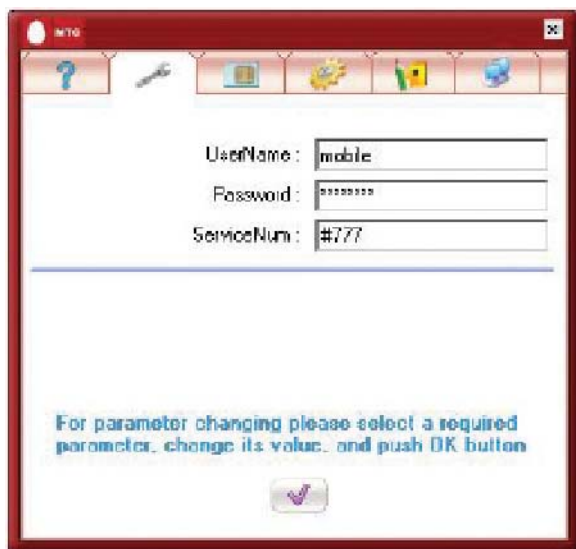 МТС
UserName :
mobile
Password :
********
ServiceNum :
#777
For parameter changing please select a required
parameter, change its value, and push OK button